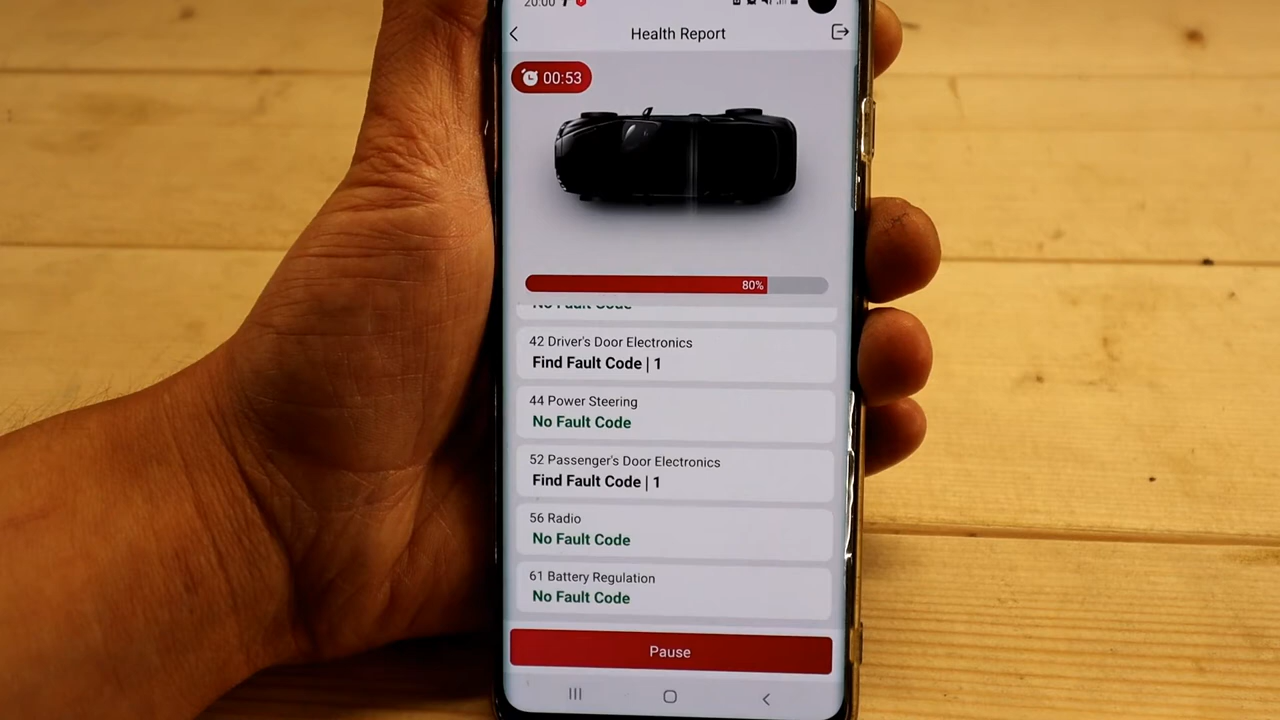 20:00
Health Report
00:53
80%
No Fault Code
42 Driver's Door Electronics
Find Fault Code | 1
44 Power Steering
No Fault Code
52 Passenger's Door Electronics
Find Fault Code | 1
56 Radio
No Fault Code
61 Battery Regulation
No Fault Code
Pause